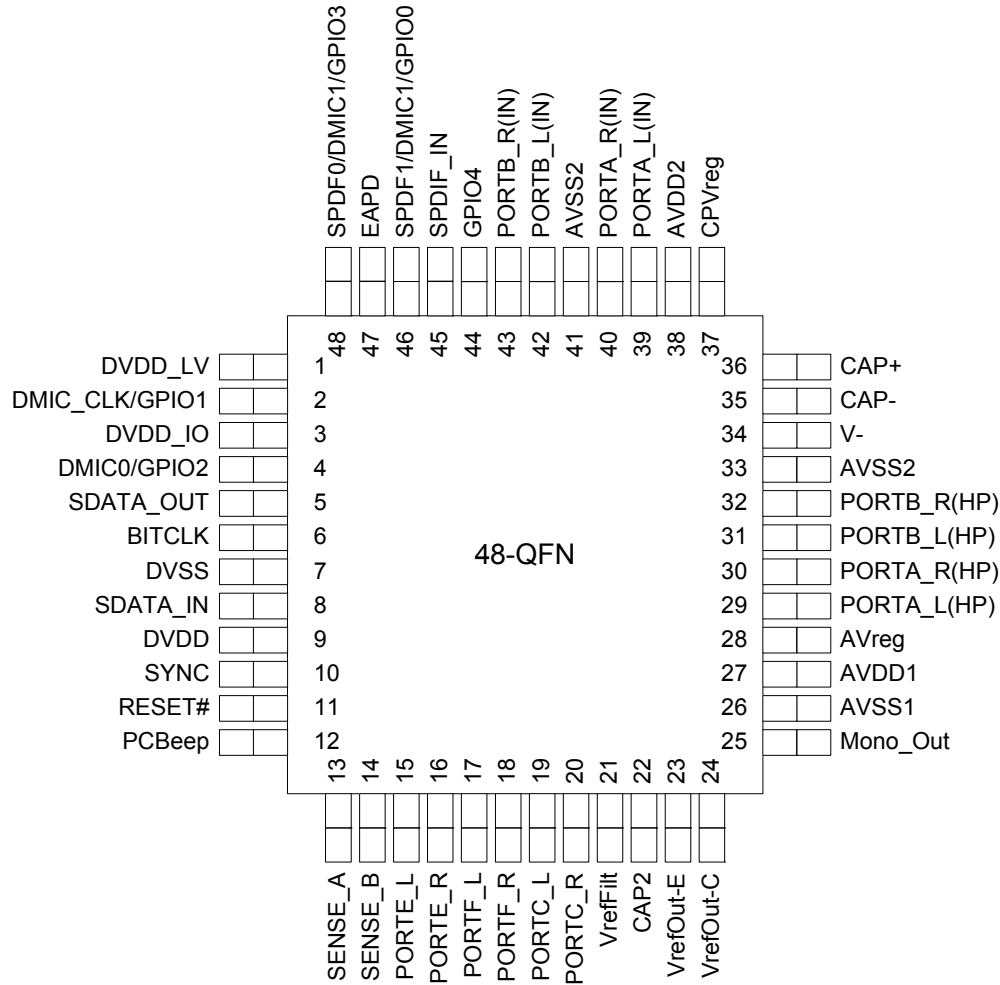 SPDF0/DMIC1/GPIO3
EAPD
SPDF1/DMIC1/GPIO0
SPDIF_IN
GPIO4
PORTB_R(IN)
PORTB_L(IN)
AVSS2
PORTA_R(IN)
PORTA_L(IN)
AVDD2
CPVreg
48
47
46
45
44
43
42
41
40
39
38
37
DVDD_LV 1
DMIC_CLK/GPIO1 2
DVDD_IO 3
DMIC0/GPIO2 4
SDATA_OUT 5
BITCLK 6
DVSS 7
SDATA_IN 8
DVDD 9
SYNC 10
RESET# 11
PCBeep 12
48-QFN
36 CAP+
35 CAP-
34 V-
33 AVSS2
32 PORTB_R(HP)
31 PORTB_L(HP)
30 PORTA_R(HP)
29 PORTA_L(HP)
28 AVreg
27 AVDD1
26 AVSS1
25 Mono_Out
13
14
15
16
17
18
19
20
21
22
23
24
SENSE_A
SENSE_B
PORTE_L
PORTE_R
PORTF_L
PORTF_R
PORTC_L
PORTC_R
VrefFilt
CAP2
VrefOut-E
VrefOut-C